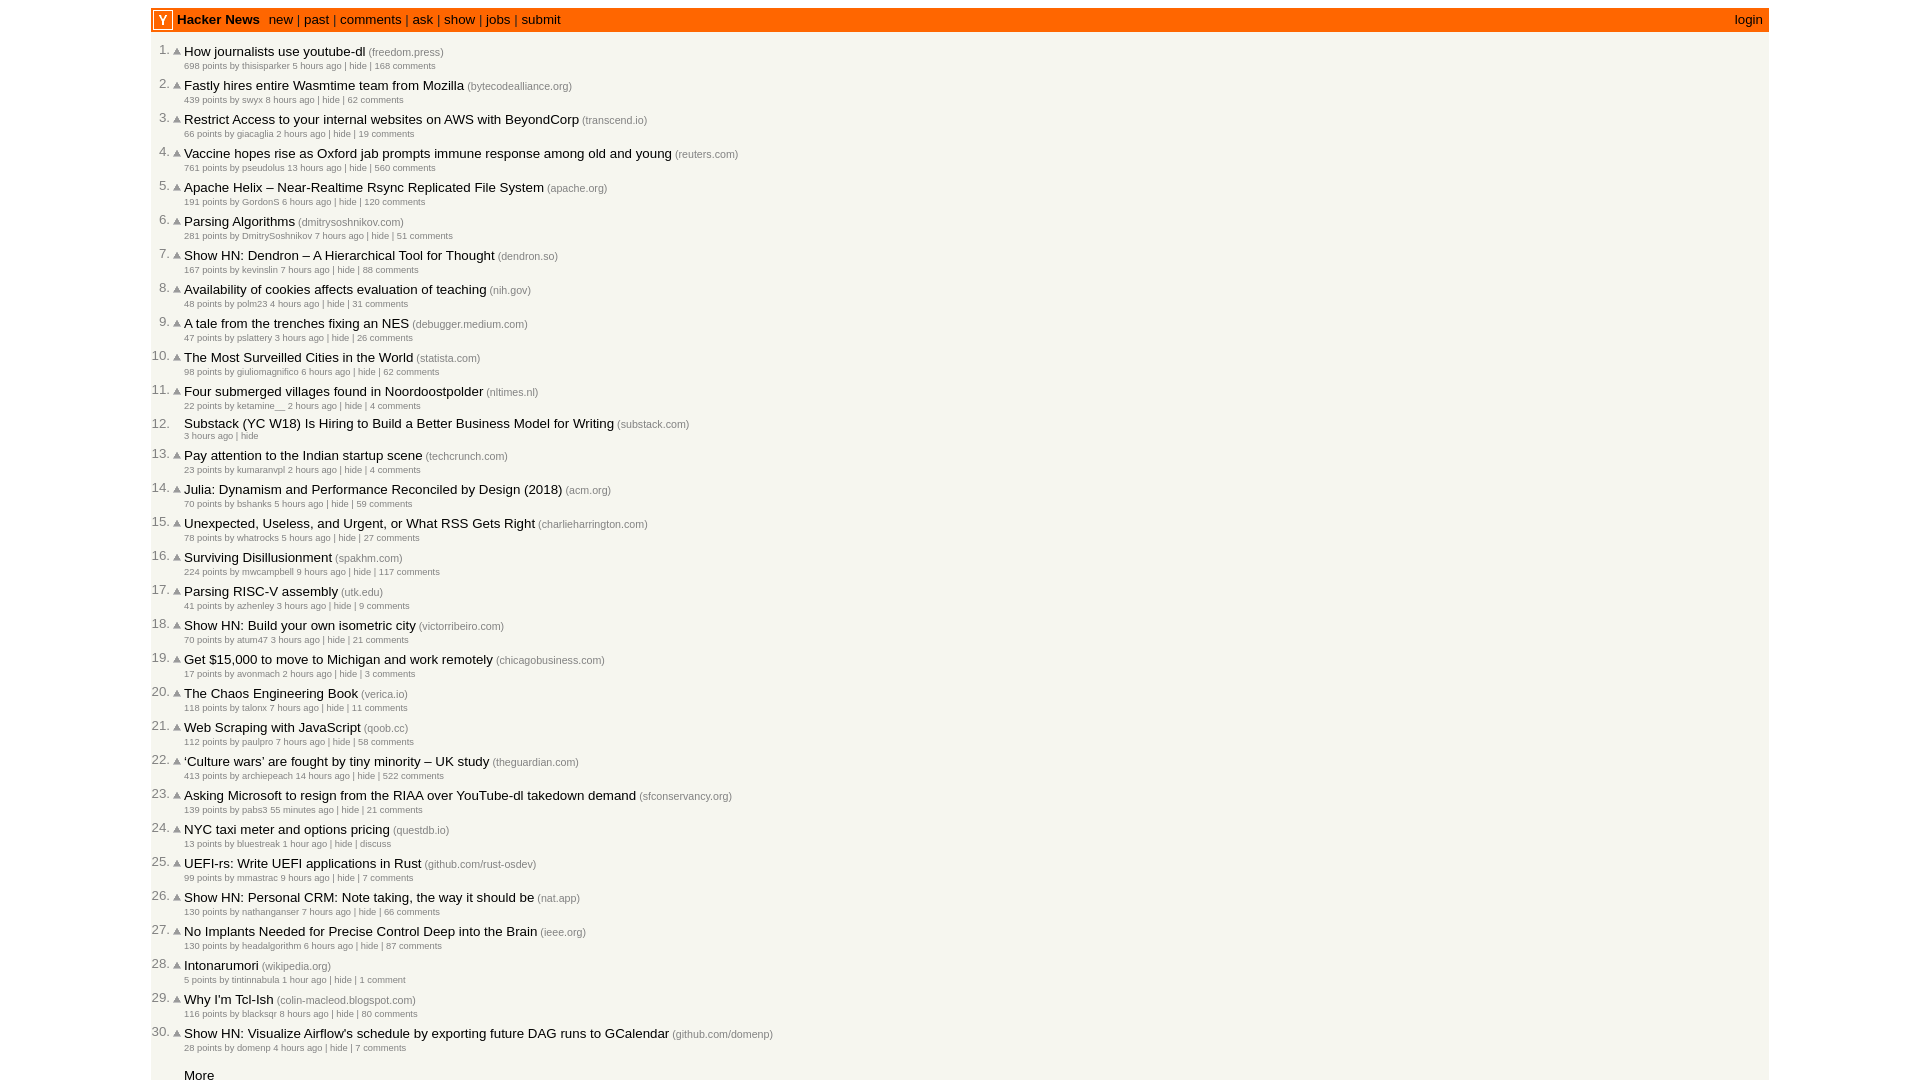 Y Hacker News new | past | comments | ask | show | jobs | submit login
1. How journalists use youtube-dl (freedom.press)
698 points by thisisparker 5 hours ago | hide | 168 comments
2. Fastly hires entire Wasmtime team from Mozilla (bytecodealliance.org)
439 points by swyx 8 hours ago | hide | 62 comments
3. Restrict Access to your internal websites on AWS with BeyondCorp (transcend.io)
66 points by giacaglia 2 hours ago | hide | 19 comments
4. Vaccine hopes rise as Oxford jab prompts immune response among old and young (reuters.com)
761 points by pseudolus 13 hours ago | hide | 560 comments
5. Apache Helix – Near-Realtime Rsync Replicated File System (apache.org)
191 points by GordonS 6 hours ago | hide | 120 comments
6. Parsing Algorithms (dmitrysoshnikov.com)
281 points by DmitrySoshnikov 7 hours ago | hide | 51 comments
7. Show HN: Dendron – A Hierarchical Tool for Thought (dendron.so)
167 points by kevinslin 7 hours ago | hide | 88 comments
8. Availability of cookies affects evaluation of teaching (nih.gov)
48 points by polm23 4 hours ago | hide | 31 comments
9. A tale from the trenches fixing an NES (debugger.medium.com)
47 points by pslattery 3 hours ago | hide | 26 comments
10. The Most Surveilled Cities in the World (statista.com)
98 points by giuliomagnifico 6 hours ago | hide | 62 comments
11. Four submerged villages found in Noordoostpolder (nltimes.nl)
22 points by ketamine__ 2 hours ago | hide | 4 comments
12. Substack (YC W18) Is Hiring to Build a Better Business Model for Writing (substack.com)
3 hours ago | hide
13. Pay attention to the Indian startup scene (techcrunch.com)
23 points by kumaranvpl 2 hours ago | hide | 4 comments
14. Julia: Dynamism and Performance Reconciled by Design (2018) (acm.org)
70 points by bshanks 5 hours ago | hide | 59 comments
15. Unexpected, Useless, and Urgent, or What RSS Gets Right (charlieharrington.com)
78 points by whatrocks 5 hours ago | hide | 27 comments
16. Surviving Disillusionment (spakhm.com)
224 points by mwcampbell 9 hours ago | hide | 117 comments
17. Parsing RISC-V assembly (utk.edu)
41 points by azhenley 3 hours ago | hide | 9 comments
18. Show HN: Build your own isometric city (victorribeiro.com)
70 points by atum47 3 hours ago | hide | 21 comments
19. Get $15,000 to move to Michigan and work remotely (chicagobusiness.com)
17 points by avonmach 2 hours ago | hide | 3 comments
20. The Chaos Engineering Book (verica.io)
118 points by talonx 7 hours ago | hide | 11 comments
21. Web Scraping with JavaScript (qoob.cc)
112 points by paulpro 7 hours ago | hide | 58 comments
22. ‘Culture wars’ are fought by tiny minority – UK study (theguardian.com)
413 points by archiepeach 14 hours ago | hide | 522 comments
23. Asking Microsoft to resign from the RIAA over YouTube-dl takedown demand (sfconservancy.org)
139 points by pabs3 55 minutes ago | hide | 21 comments
24. NYC taxi meter and options pricing (questdb.io)
13 points by bluestreak 1 hour ago | hide | discuss
25. UEFI-rs: Write UEFI applications in Rust (github.com/rust-osdev)
99 points by mmastrac 9 hours ago | hide | 7 comments
26. Show HN: Personal CRM: Note taking, the way it should be (nat.app)
130 points by nathanganser 7 hours ago | hide | 66 comments
27. No Implants Needed for Precise Control Deep into the Brain (ieee.org)
130 points by headalgorithm 6 hours ago | hide | 87 comments
28. Intonarumori (wikipedia.org)
5 points by tintinnabula 1 hour ago | hide | 1 comment
29. Why I'm Tcl-Ish (colin-macleod.blogspot.com)
116 points by blacksqr 8 hours ago | hide | 80 comments
30. Show HN: Visualize Airflow's schedule by exporting future DAG runs to GCalendar (github.com/domenp)
28 points by domenp 4 hours ago | hide | 7 comments
More